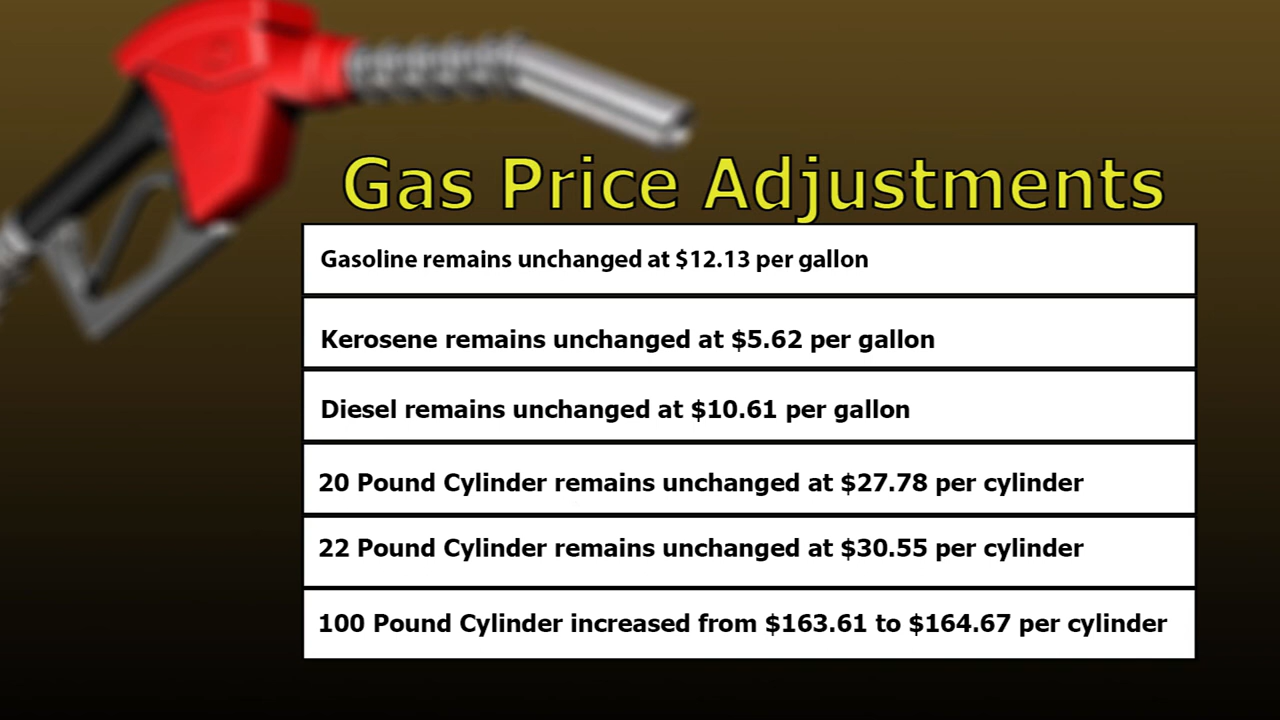 Gas Price Adjustments
Gasoline remains unchanged at $12.13 per gallon
Kerosene remains unchanged at $5.62 per gallon
Diesel remains unchanged at $10.61 per gallon
20 Pound Cylinder remains unchanged at $27.78 per cylinder
22 Pound Cylinder remains unchanged at $30.55 per cylinder
100 Pound Cylinder increased from $163.61 to $164.67 per cylinder